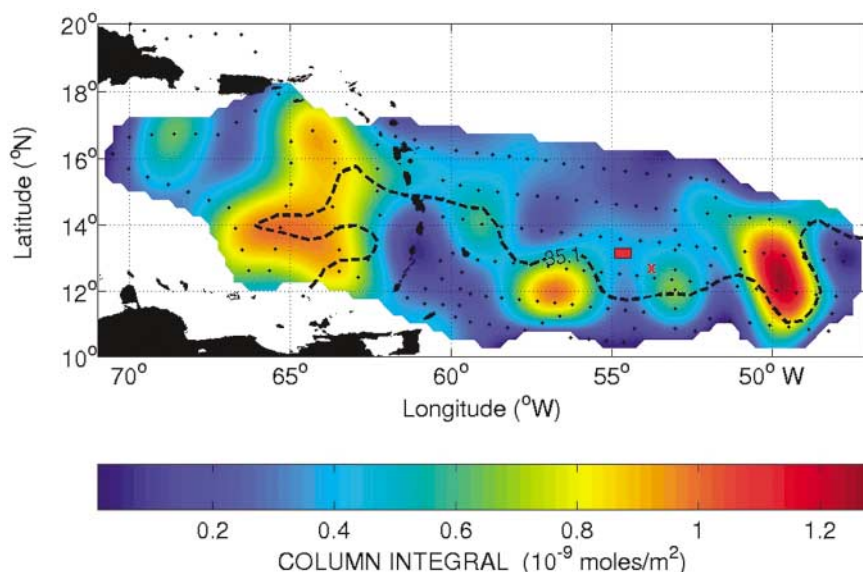 20°
18°
16°
14°
12°
10°
Latitude (°N)
35.1
x
70° 65° 60° 55° 50° W
Longitude (°W)
0.2 0.4 0.6 0.8 1 1.2
COLUMN INTEGRAL (10⁻⁹ moles/m²)